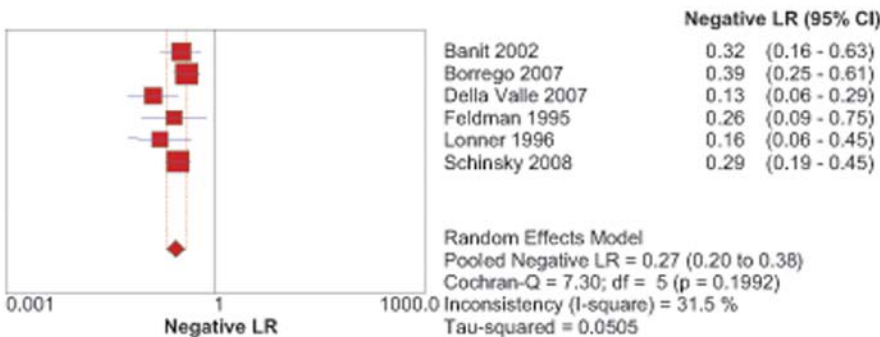 Negative LR (95% CI)
Banit 2002 0.32 (0.16 - 0.63)
Borrego 2007 0.39 (0.25 - 0.61)
Della Valle 2007 0.13 (0.06 - 0.29)
Feldman 1995 0.26 (0.09 - 0.75)
Lonner 1996 0.16 (0.06 - 0.45)
Schinsky 2008 0.29 (0.19 - 0.45)
Random Effects Model
Pooled Negative LR = 0.27 (0.20 to 0.38)
Cochran-Q = 7.30; df = 5 (p = 0.1992)
0.001 1 1000.0 Inconsistency (I-square) = 31.5 %
Negative LR Tau-squared = 0.0505